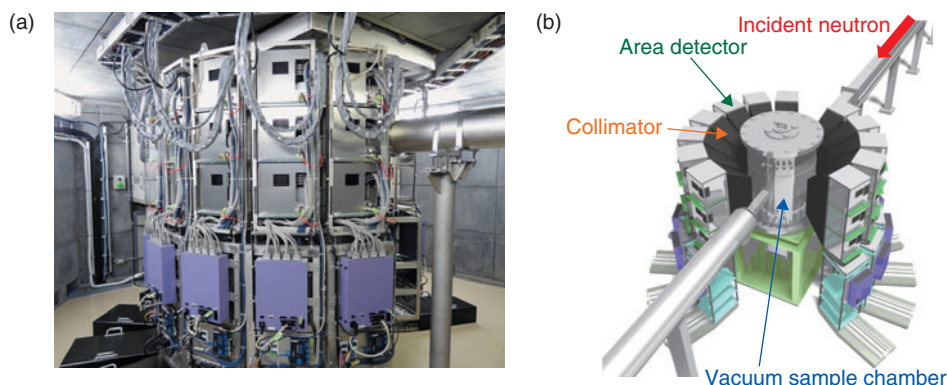 (a)
(b)
Incident neutron
Area detector
Collimator
Vacuum sample chamber